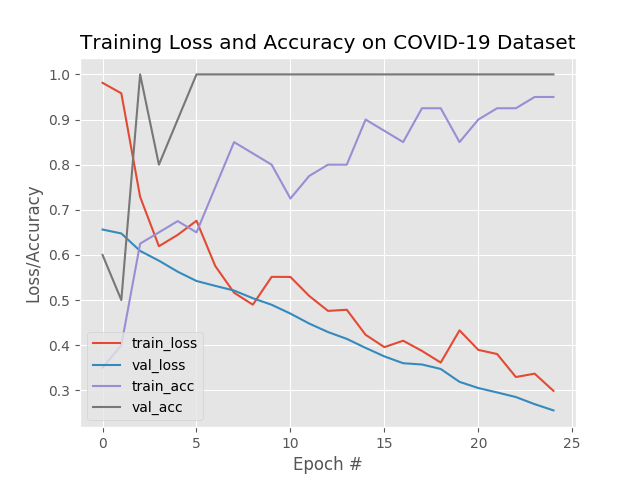 Training Loss and Accuracy on COVID-19 Dataset
1.0
0.9
0.8
0.7
0.6
0.5
0.4
0.3
Loss/Accuracy
train_loss
val_loss
train_acc
val_acc
0 5 10 15 20 25
Epoch #